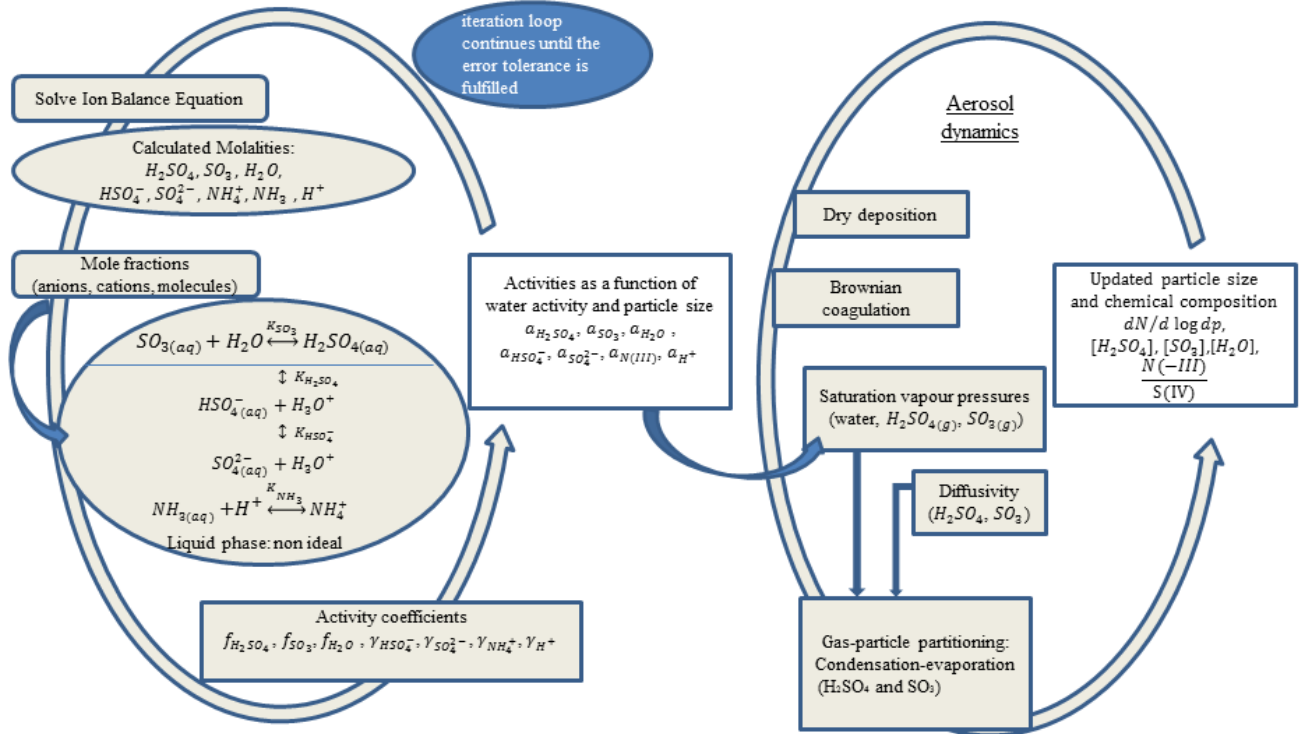 iteration loop
continues until the
error tolerance is
fulfilled
Solve Ion Balance Equation
Calculated Molalities:
H₂SO₄, SO₃, H₂O,
HSO₄⁻, SO₄²⁻, NH₄⁺, NH₃ , H⁺
Mole fractions
(anions, cations, molecules)
SO₃₍aq₎ + H₂O ⟷ H₂SO₄₍aq₎ K_SO₃
↕ K_H₂SO₄
HSO₄⁻₍aq₎ + H₃O⁺
↕ K_HSO₄⁻
SO₄²⁻₍aq₎ + H₃O⁺
NH₃₍aq₎ +H⁺ ⟷ NH₄⁺ K_NH₃
Liquid phase: non ideal
Activity coefficients
f_H₂SO₄, f_SO₃, f_H₂O , γ_HSO₄⁻, γ_SO₄²⁻, γ_NH₄⁺, γ_H⁺
Activities as a function of
water activity and particle size
a_H₂SO₄, a_SO₃, a_H₂O ,
a_HSO₄⁻, a_SO₄²⁻, a_N(III), a_H⁺
Aerosol
dynamics
Dry deposition
Brownian
coagulation
Saturation vapour pressures
(water, H₂SO₄₍g₎, SO₃₍g₎)
Diffusivity
(H₂SO₄, SO₃)
Gas-particle partitioning:
Condensation-evaporation
(H₂SO₄ and SO₃)
Updated particle size
and chemical composition
dN/d log dp,
[H₂SO₄], [SO₃],[H₂O],
N(−III)
S(IV)